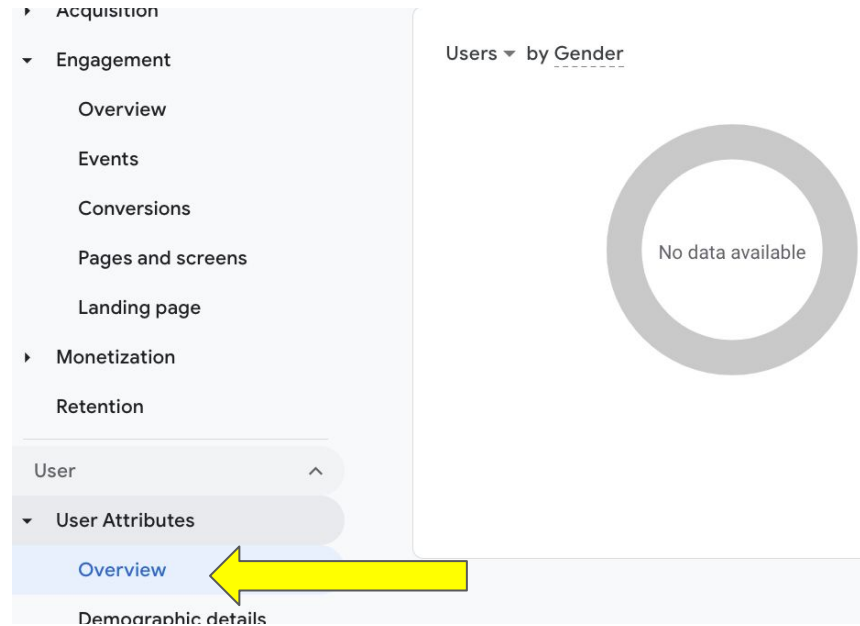 Acquisition
Engagement
Overview
Events
Conversions
Pages and screens
Landing page
Monetization
Retention
User
User Attributes
Overview
Demographic details
Users by Gender
No data available